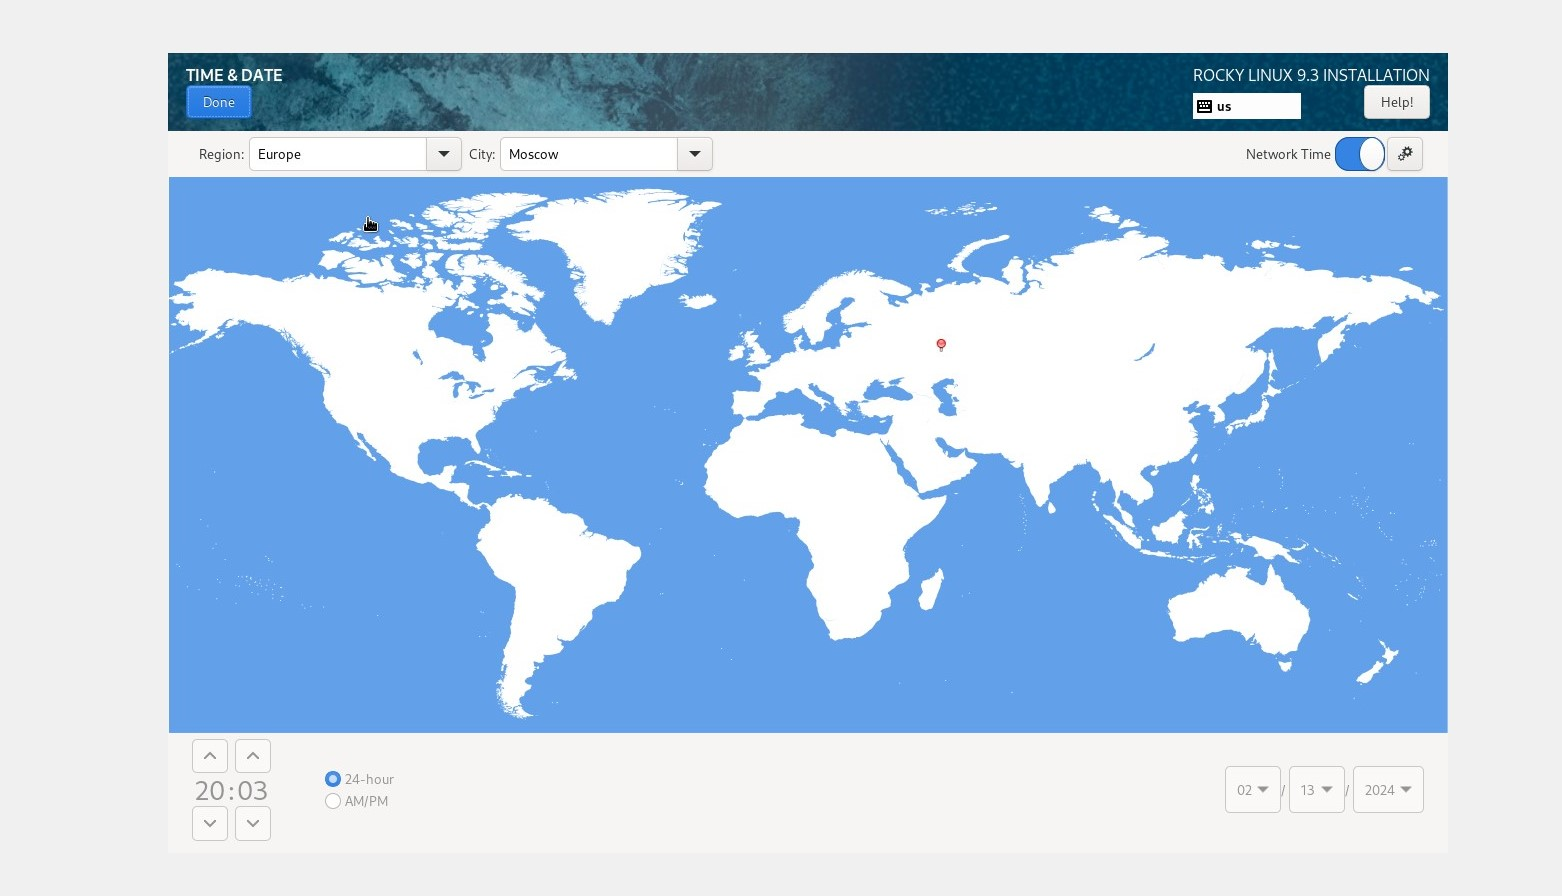 TIME & DATE
ROCKY LINUX 9.3 INSTALLATION
Done
us
Help!
Region: Europe City: Moscow Network Time
20:03
24-hour
AM/PM
02 / 13 / 2024